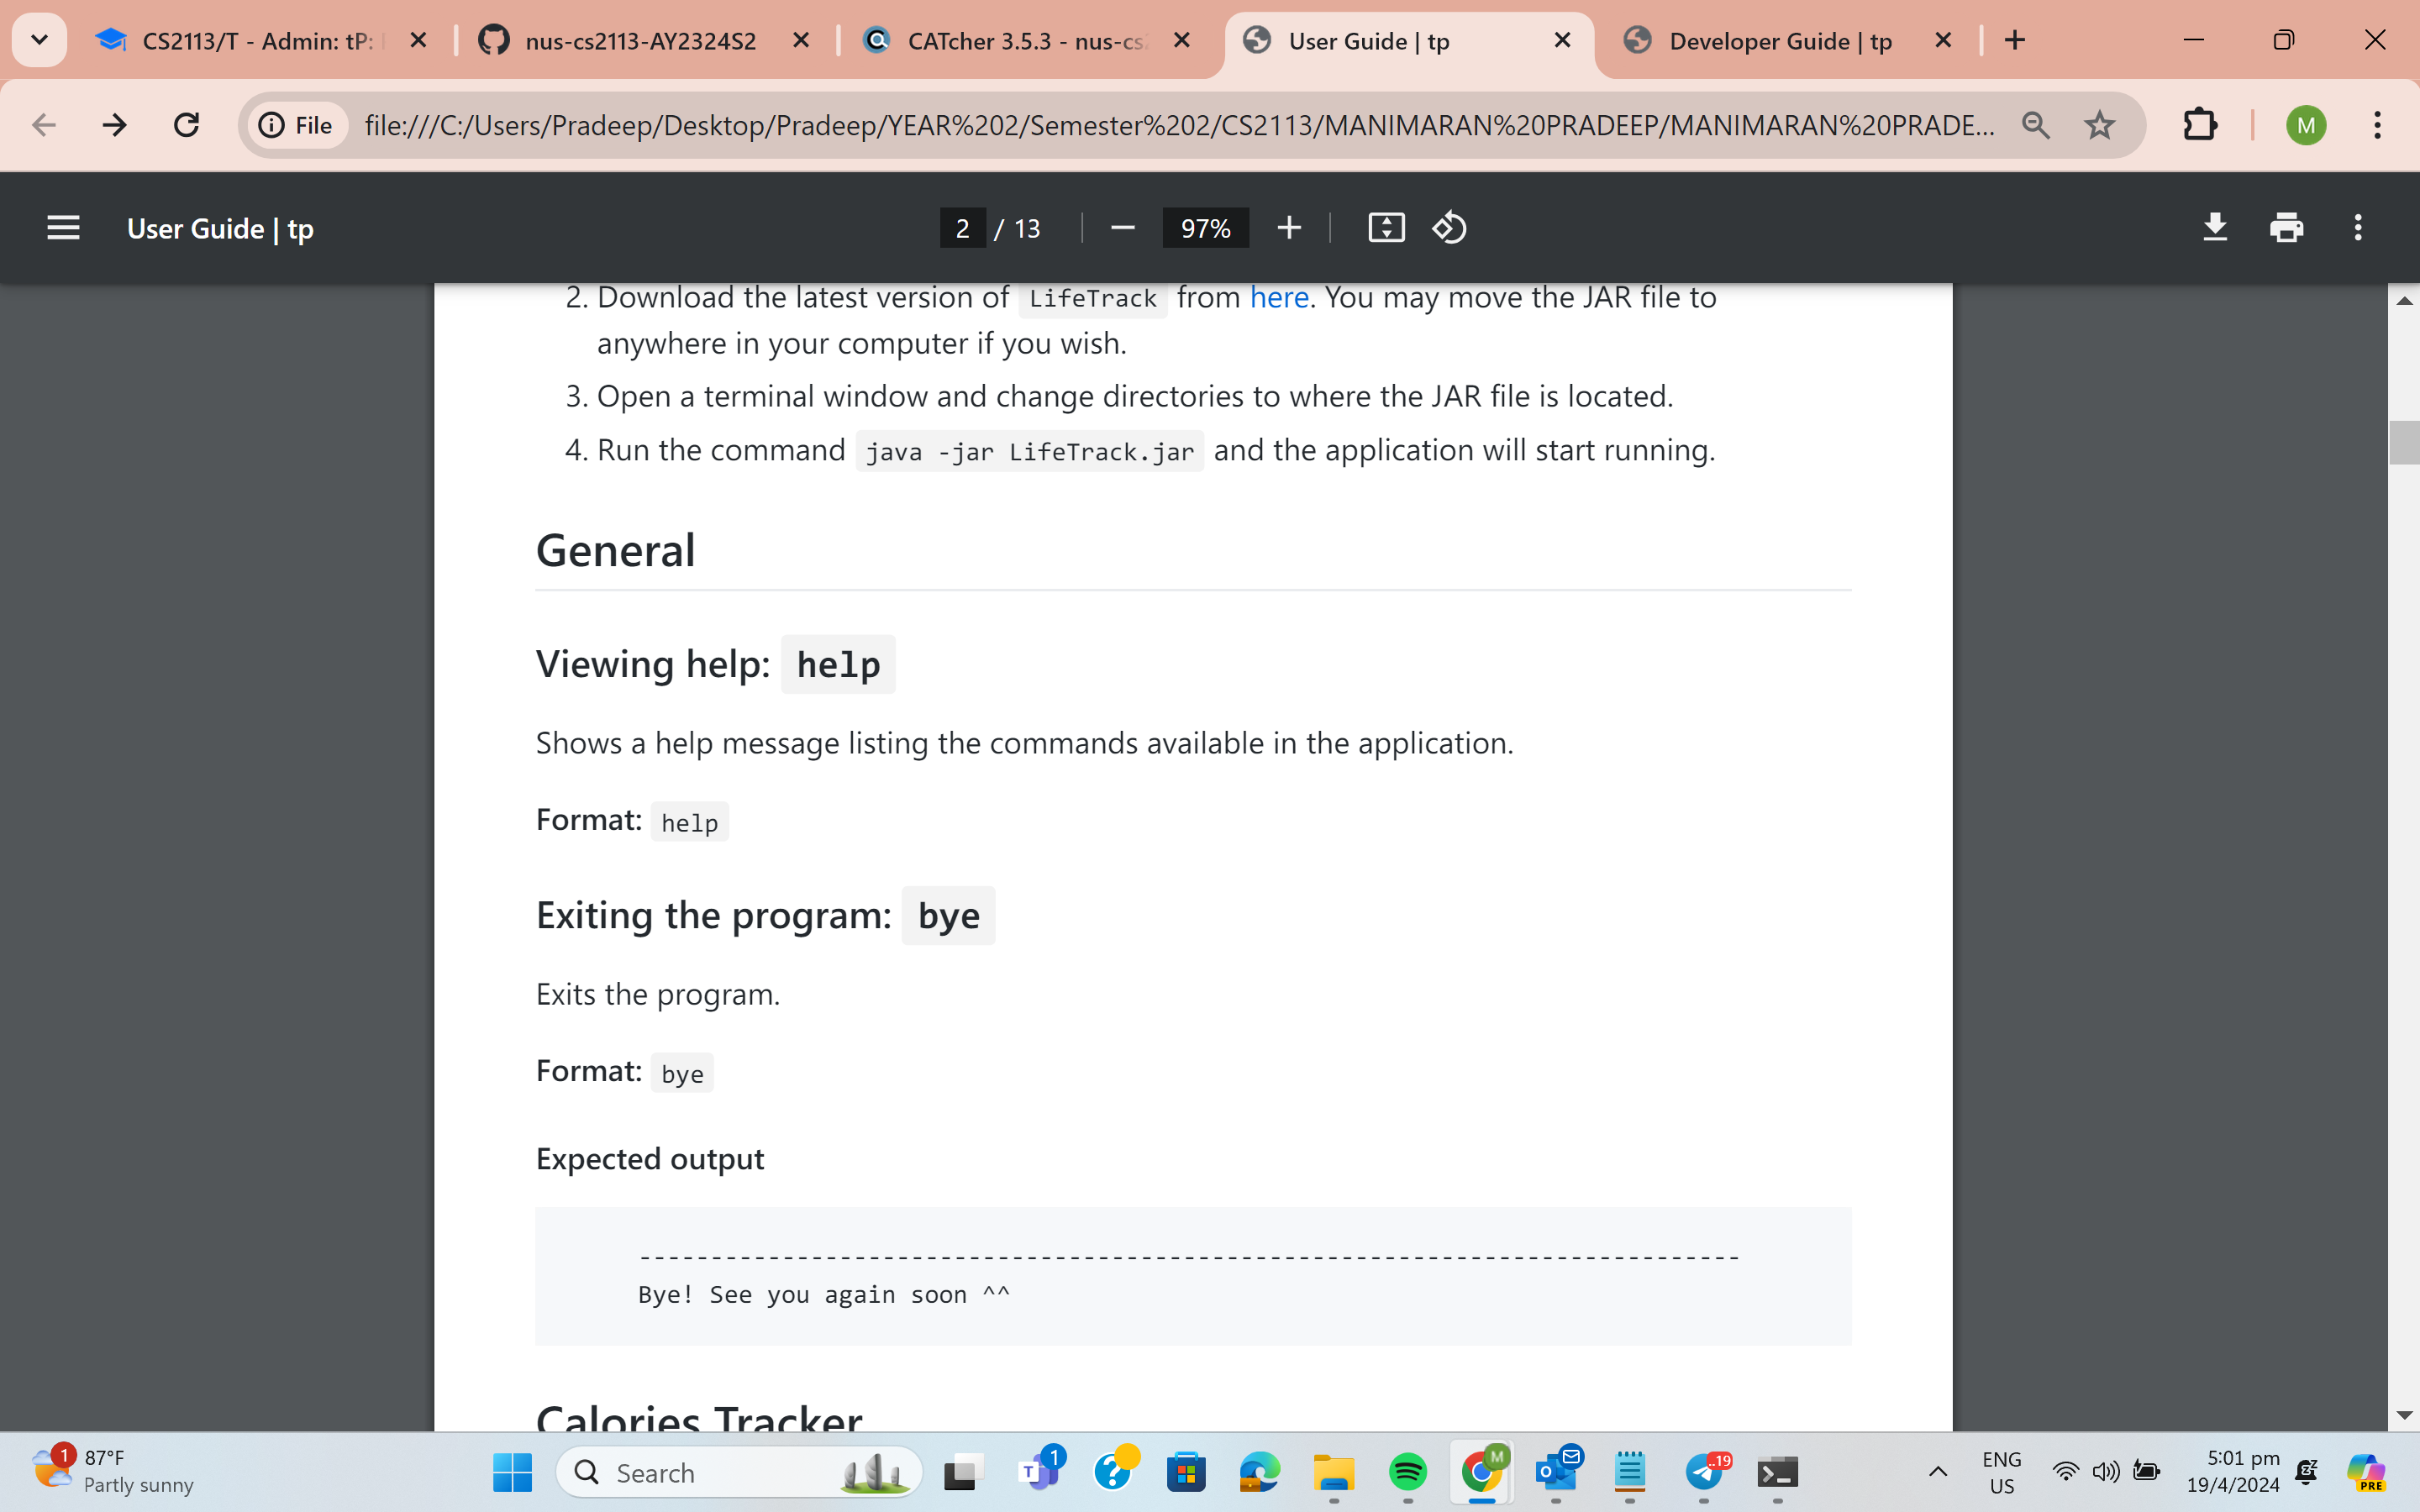 CS2113/T - Admin: tP:
nus-cs2113-AY2324S2
CATcher 3.5.3 - nus-cs2
User Guide | tp
Developer Guide | tp
File
file:///C:/Users/Pradeep/Desktop/Pradeep/YEAR%202/Semester%202/CS2113/MANIMARAN%20PRADEEP/MANIMARAN%20PRADE...
M
User Guide | tp
2 / 13
97%
2. Download the latest version of LifeTrack from here. You may move the JAR file to
anywhere in your computer if you wish.
3. Open a terminal window and change directories to where the JAR file is located.
4. Run the command java -jar LifeTrack.jar and the application will start running.
General
Viewing help: help
Shows a help message listing the commands available in the application.
Format: help
Exiting the program: bye
Exits the program.
Format: bye
Expected output
-----------------------------------------------------------------------------
Bye! See you again soon ^^
Calories Tracker
1
87°F
Partly sunny
Search
1
M
..19
ENG
US
5:01 pm
19/4/2024
PRE